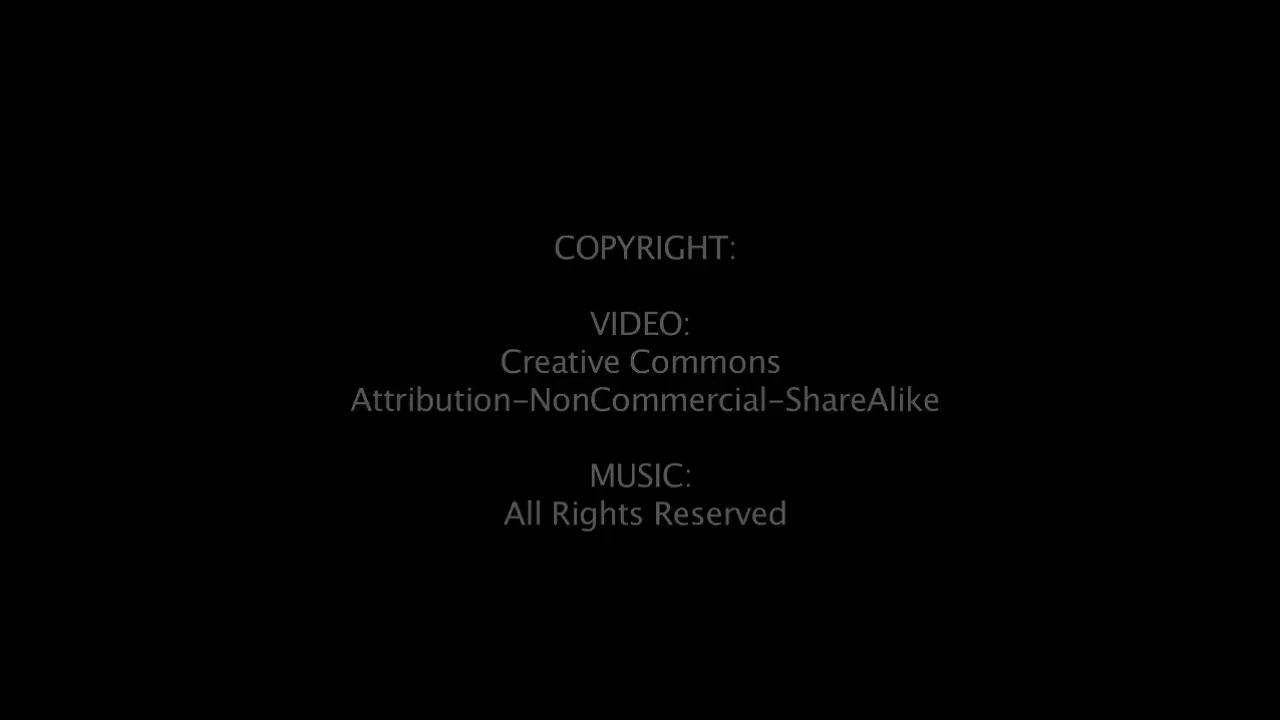 COPYRIGHT:
VIDEO:
Creative Commons
Attribution-NonCommercial-ShareAlike
MUSIC:
All Rights Reserved